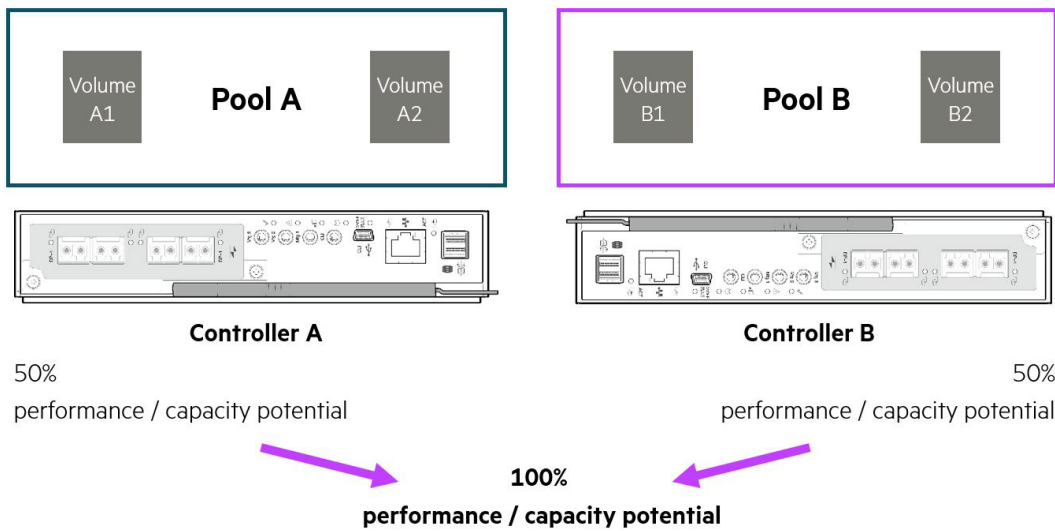 Volume
A1
Pool A
Volume
A2
Volume
B1
Pool B
Volume
B2
Controller A
Controller B
50%
performance / capacity potential
50%
performance / capacity potential
100%
performance / capacity potential